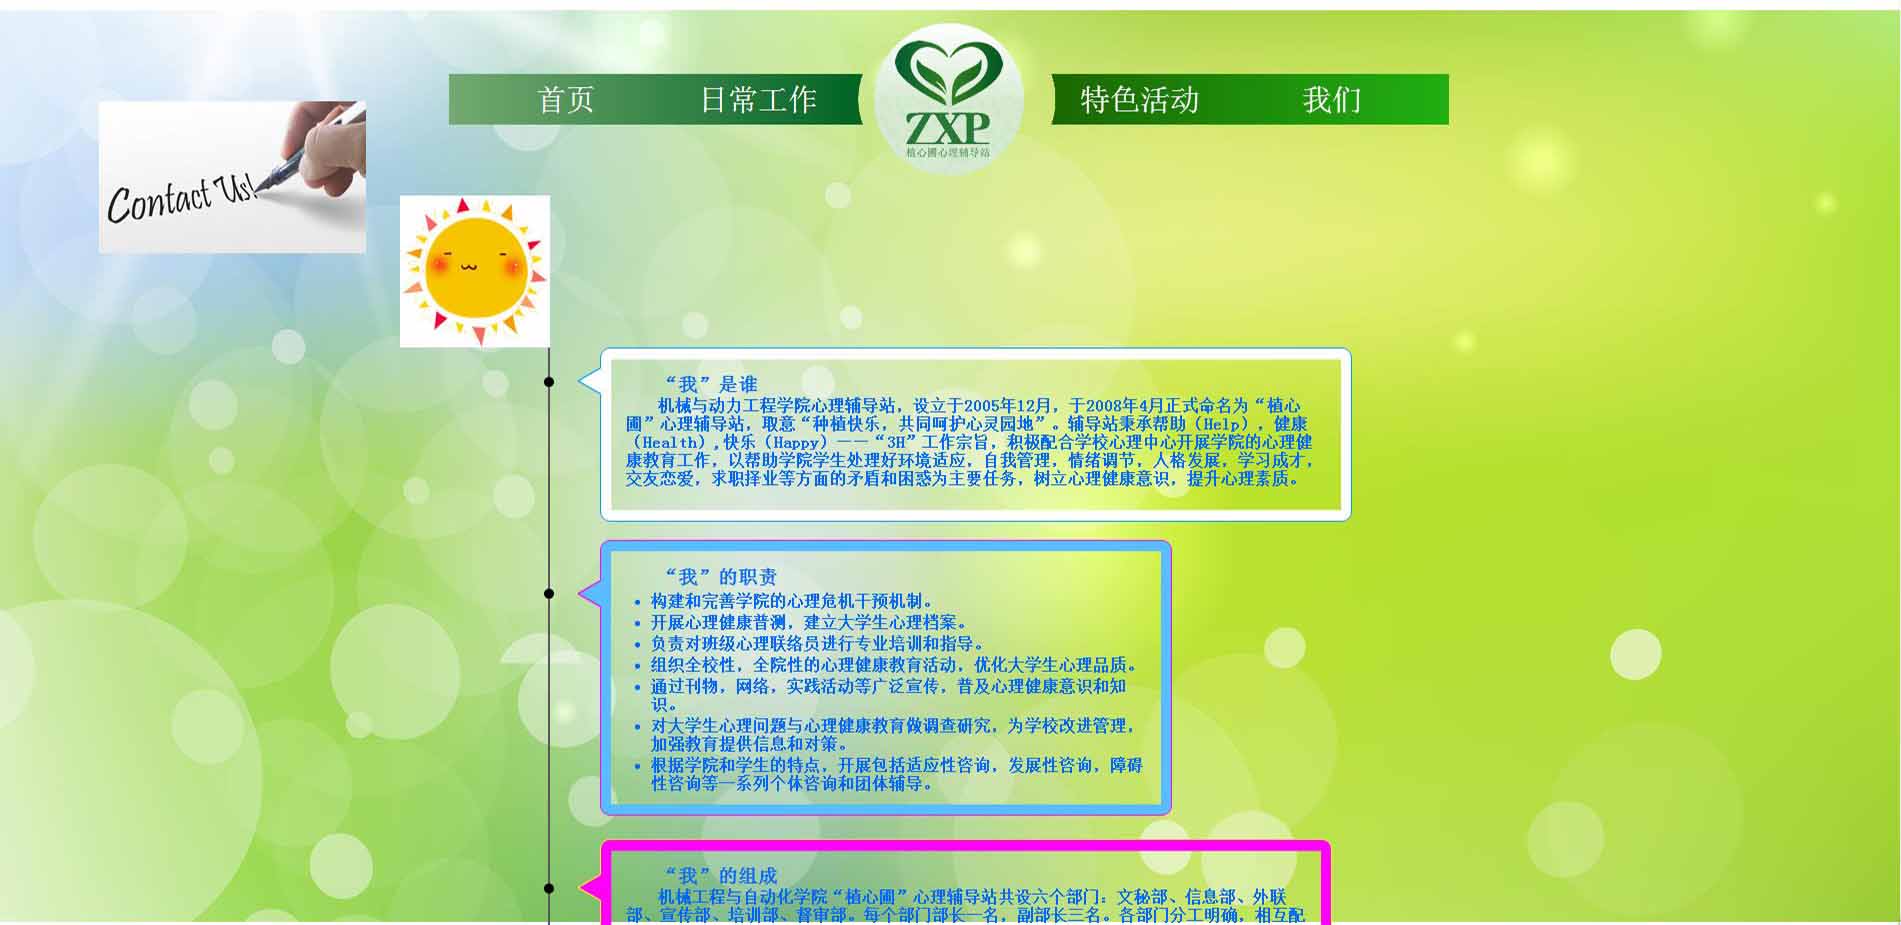 首页
日常工作
特色活动
我们
ZXP
植心圃心理辅导站
Contact Us!
“我”是谁
机械与动力工程学院心理辅导站，设立于2005年12月，于2008年4月正式命名为“植心
圃”心理辅导站，取意“种植快乐，共同呵护心灵园地”。辅导站秉承帮助（Help），健康
（Health）,快乐（Happy）——“3H”工作宗旨，积极配合学校心理中心开展学院的心理健
康教育工作，以帮助学院学生处理好环境适应，自我管理，情绪调节，人格发展，学习成才，
交友恋爱，求职择业等方面的矛盾和困惑为主要任务，树立心理健康意识，提升心理素质。
“我”的职责
• 构建和完善学院的心理危机干预机制。
• 开展心理健康普测，建立大学生心理档案。
• 负责对班级心理联络员进行专业培训和指导。
• 组织全校性，全院性的心理健康教育活动，优化大学生心理品质。
• 通过刊物，网络，实践活动等广泛宣传，普及心理健康意识和知
识。
• 对大学生心理问题与心理健康教育做调查研究，为学校改进管理，
加强教育提供信息和对策。
• 根据学院和学生的特点，开展包括适应性咨询，发展性咨询，障碍
性咨询等一系列个体咨询和团体辅导。
“我”的组成
机械工程与自动化学院“植心圃”心理辅导站共设六个部门：文秘部、信息部、外联
部、宣传部、培训部、督审部。每个部门部长一名，副部长三名。各部门分工明确，相互配